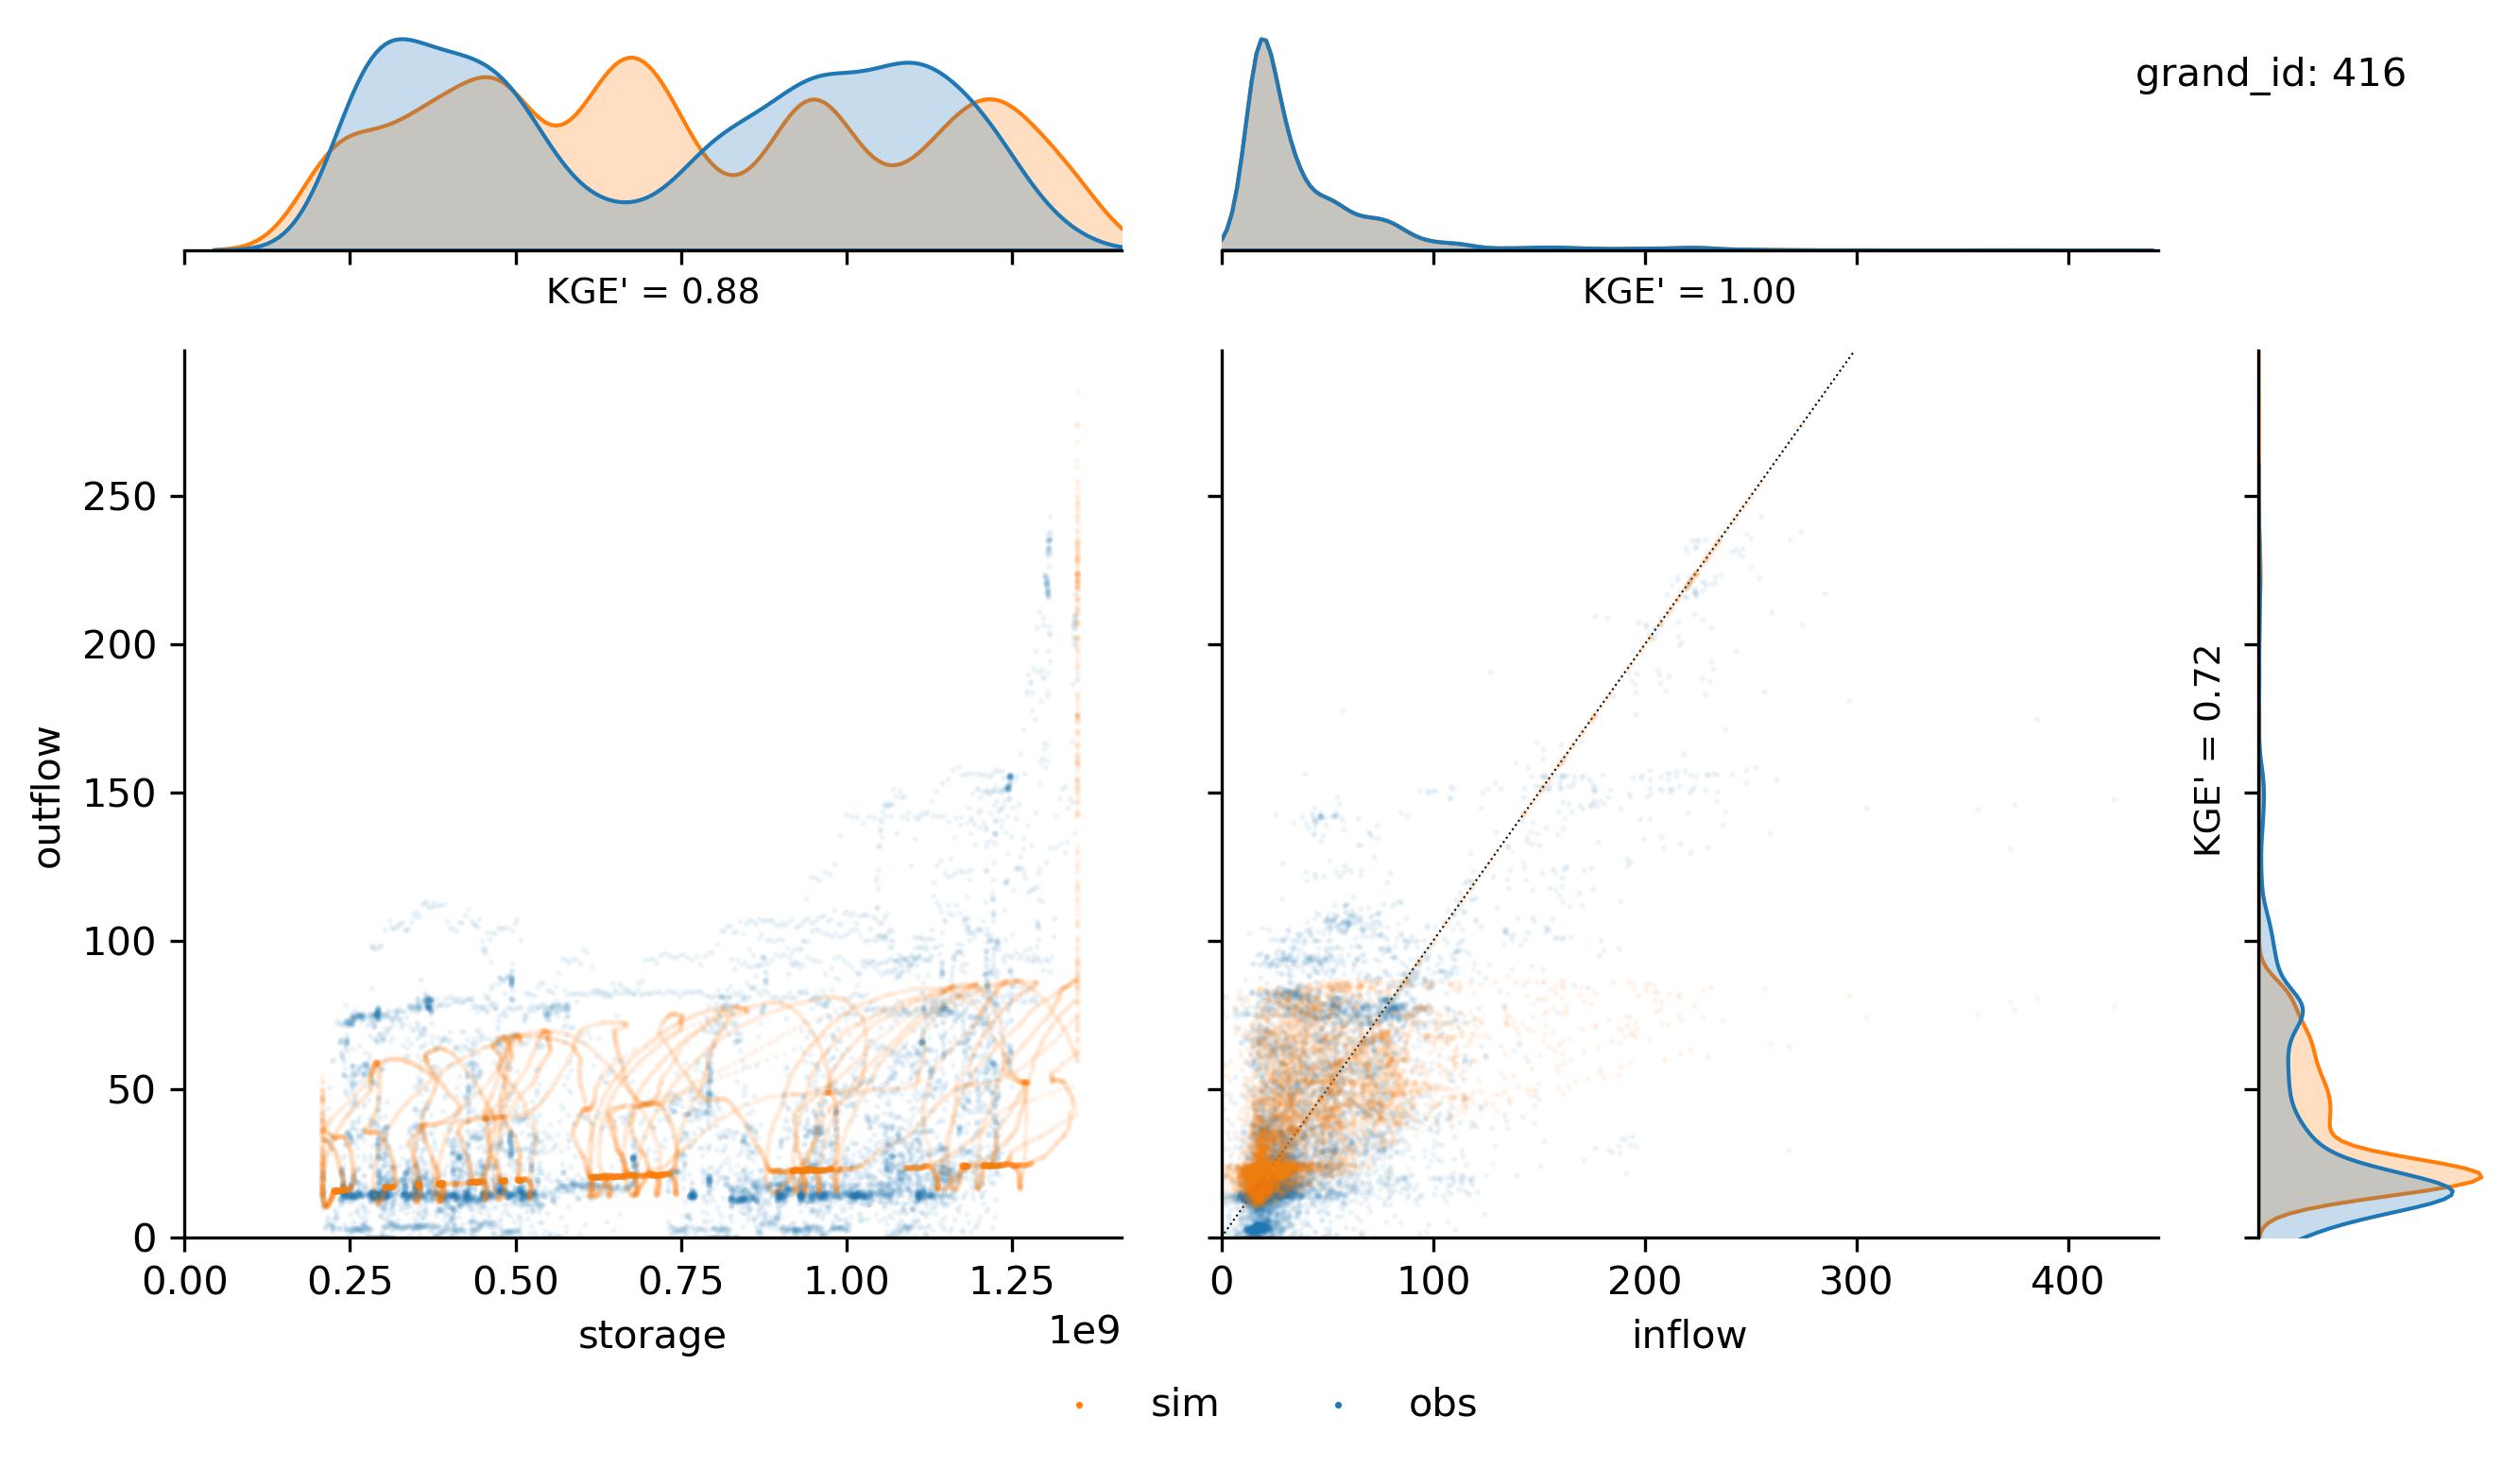 grand_id: 416
KGE' = 0.88
KGE' = 1.00
250
200
150
100
50
0
outflow
KGE' = 0.72
0.00 0.25 0.50 0.75 1.00 1.25
1e9
storage
0 100 200 300 400
inflow
sim obs